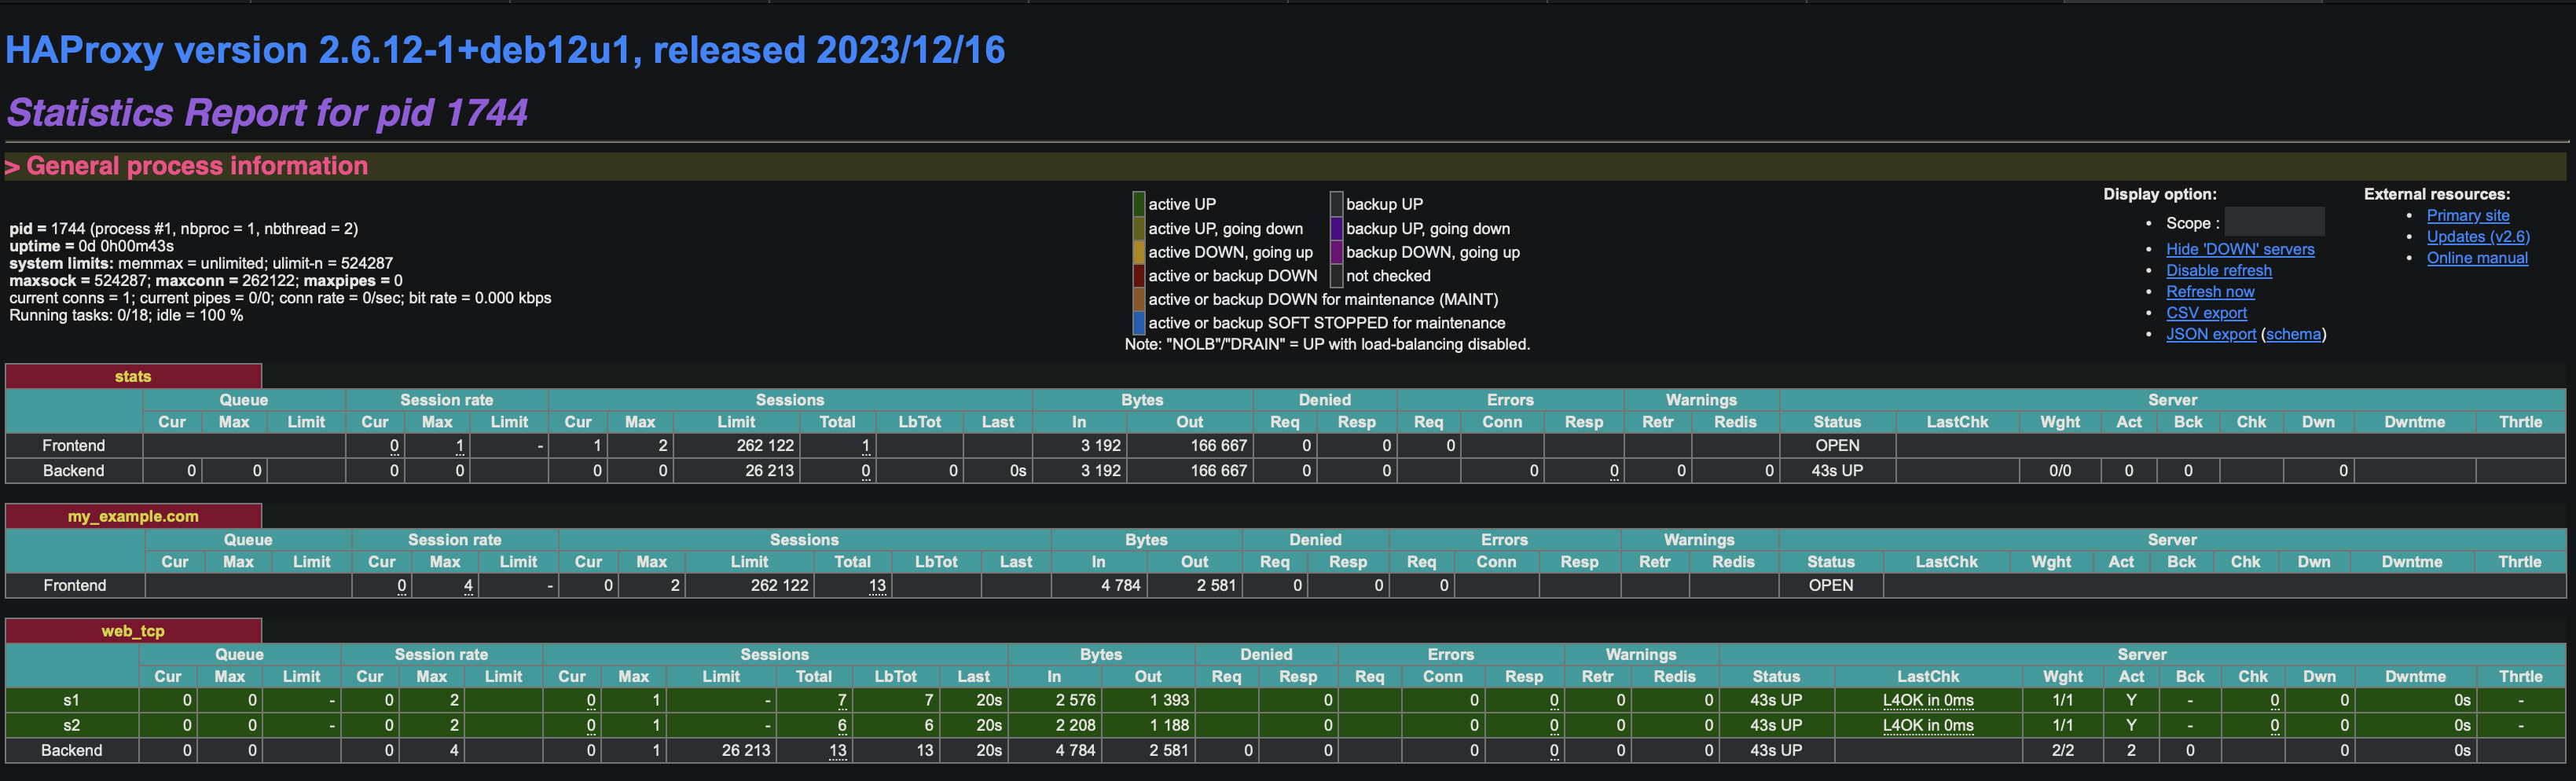 HAProxy version 2.6.12-1+deb12u1, released 2023/12/16
Statistics Report for pid 1744
> General process information
pid = 1744 (process #1, nbproc = 1, nbthread = 2)
uptime = 0d 0h00m43s
system limits: memmax = unlimited; ulimit-n = 524287
maxsock = 524287; maxconn = 262122; maxpipes = 0
current conns = 1; current pipes = 0/0; conn rate = 0/sec; bit rate = 0.000 kbps
Running tasks: 0/18; idle = 100 %
active UP backup UP
active UP, going down backup UP, going down
active DOWN, going up backup DOWN, going up
active or backup DOWN not checked
active or backup DOWN for maintenance (MAINT)
active or backup SOFT STOPPED for maintenance
Note: "NOLB"/"DRAIN" = UP with load-balancing disabled.
Display option:
• Scope :
• Hide 'DOWN' servers
• Disable refresh
• Refresh now
• CSV export
• JSON export (schema)
External resources:
• Primary site
• Updates (v2.6)
• Online manual
stats
Queue Session rate Sessions Bytes Denied Errors Warnings Server
Cur Max Limit Cur Max Limit Cur Max Limit Total LbTot Last In Out Req Resp Req Conn Resp Retr Redis Status LastChk Wght Act Bck Chk Dwn Dwntme Thrtle
Frontend 0 1 - 1 2 262 122 1 3 192 166 667 0 0 0 OPEN
Backend 0 0 0 0 0 0 26 213 0 0 0s 3 192 166 667 0 0 0 0 0 0 43s UP 0/0 0 0 0
my_example.com
Queue Session rate Sessions Bytes Denied Errors Warnings Server
Cur Max Limit Cur Max Limit Cur Max Limit Total LbTot Last In Out Req Resp Req Conn Resp Retr Redis Status LastChk Wght Act Bck Chk Dwn Dwntme Thrtle
Frontend 0 4 - 0 2 262 122 13 4 784 2 581 0 0 0 OPEN
web_tcp
Queue Session rate Sessions Bytes Denied Errors Warnings Server
Cur Max Limit Cur Max Limit Cur Max Limit Total LbTot Last In Out Req Resp Req Conn Resp Retr Redis Status LastChk Wght Act Bck Chk Dwn Dwntme Thrtle
s1 0 0 - 0 2 0 1 - 7 7 20s 2 576 1 393 0 0 0 0 0 43s UP L4OK in 0ms 1/1 Y - 0 0 0s -
s2 0 0 - 0 2 0 1 - 6 6 20s 2 208 1 188 0 0 0 0 0 43s UP L4OK in 0ms 1/1 Y - 0 0 0s -
Backend 0 0 0 4 0 1 26 213 13 13 20s 4 784 2 581 0 0 0 0 0 0 43s UP 2/2 2 0 0 0s